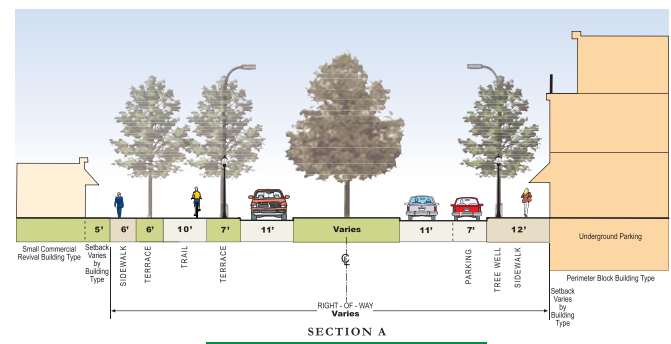 5' 6' 6' 10' 7' 11' Varies 11' 7' 12'
Underground Parking
Small Commercial
Revival Building Type
Setback
Varies
by
Building
Type
SIDEWALK
TERRACE
TRAIL
TERRACE
℄
PARKING
TREE WELL
SIDEWALK
Perimeter Block Building Type
Setback
Varies
by
Building
Type
RIGHT - OF - WAY
Varies
SECTION A